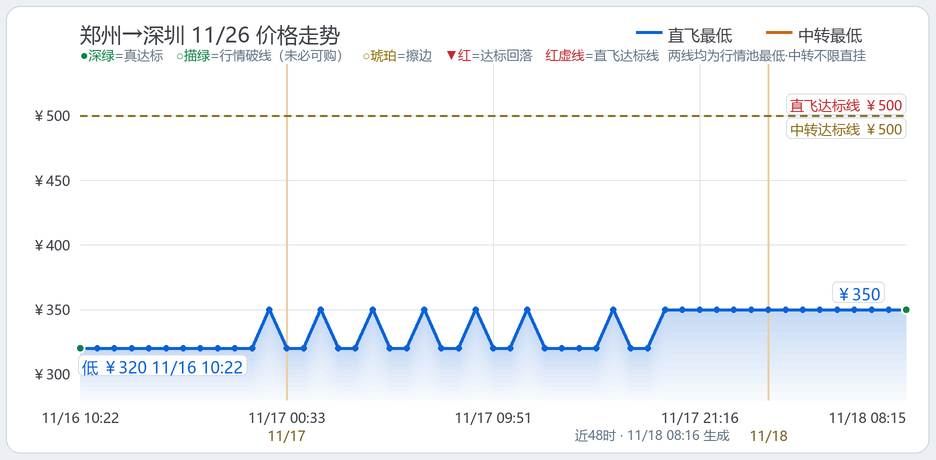 郑州→深圳 11/26 价格走势
直飞最低 中转最低
●深绿=真达标 ○描绿=行情破线（未必可购） ○琥珀=擦边 ▼红=达标回落 红虚线=直飞达标线 两线均为行情池最低·中转不限直挂
直飞达标线 ￥500
￥500
中转达标线 ￥500
￥450
￥400
￥350
￥350
低 ￥320 11/16 10:22
￥300
11/16 10:22 11/17 00:33 11/17 09:51 11/17 21:16 11/18 08:15
11/17 近48时 · 11/18 08:16 生成 11/18